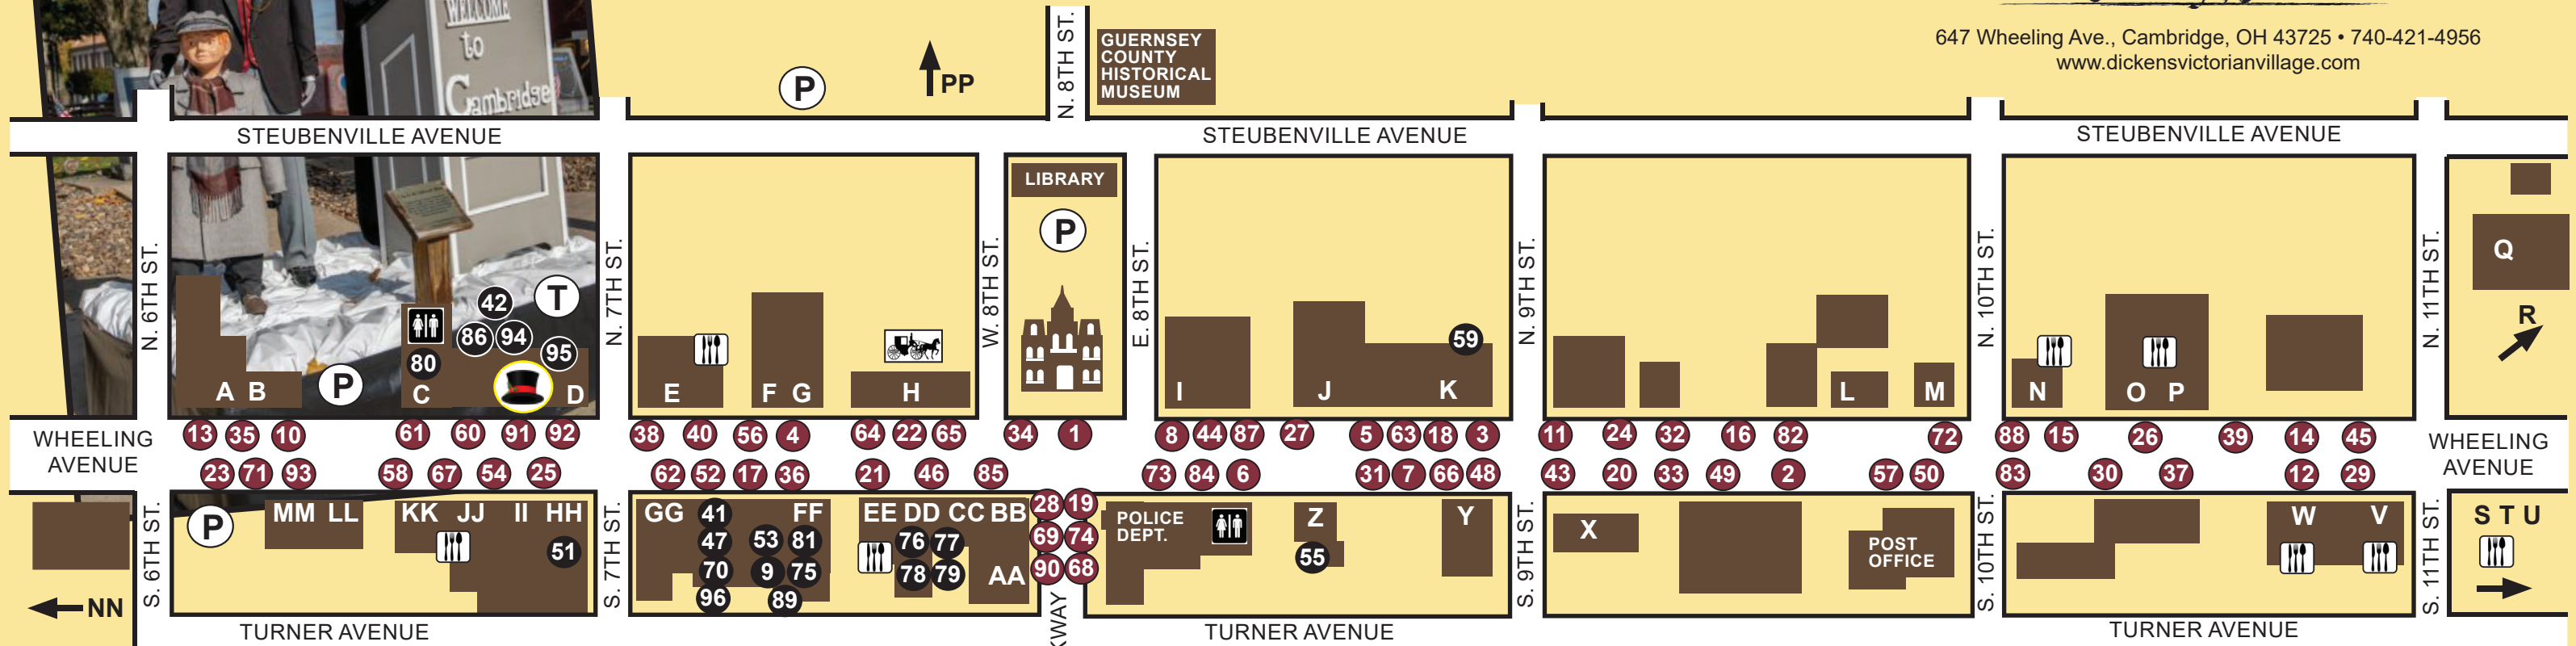 WELCOME
to
Cambridge
647 Wheeling Ave., Cambridge, OH 43725 • 740-421-4956
www.dickensvictorianvillage.com
N. 8TH ST.
GUERNSEY
COUNTY
HISTORICAL
MUSEUM
P
PP
STEUBENVILLE AVENUE
STEUBENVILLE AVENUE
STEUBENVILLE AVENUE
N. 6TH ST.
42
T
86 94
95
80
A B
P
C
D
N. 7TH ST.
E
F G
H
W. 8TH ST.
LIBRARY
P
E. 8TH ST.
I
J
59
K
N. 9TH ST.
L
M
N. 10TH ST.
N
O P
N. 11TH ST.
Q
R
WHEELING
AVENUE
13 35 10 61 60 91 92 38 40 56 4 64 22 65 34 1 8 44 87 27 5 63 18 3 11 24 32 16 82 72 88 15 26 39 14 45
23 71 93 58 67 54 25 62 52 17 36 21 46 85 73 84 6 31 7 66 48 43 20 33 49 2 57 50 83 30 37 12 29
WHEELING
AVENUE
NN
S. 6TH ST.
P
MM LL
KK JJ II HH
51
S. 7TH ST.
GG 41 FF
47 53 81
70 9 75
96 89
EE DD CC BB
76 77
78 79 AA
28 19
69 74
90 68
KWAY
POLICE
DEPT.
Z
55
Y
S. 9TH ST.
X
POST
OFFICE
S. 10TH ST.
W V
S. 11TH ST.
S T U
TURNER AVENUE
TURNER AVENUE
TURNER AVENUE